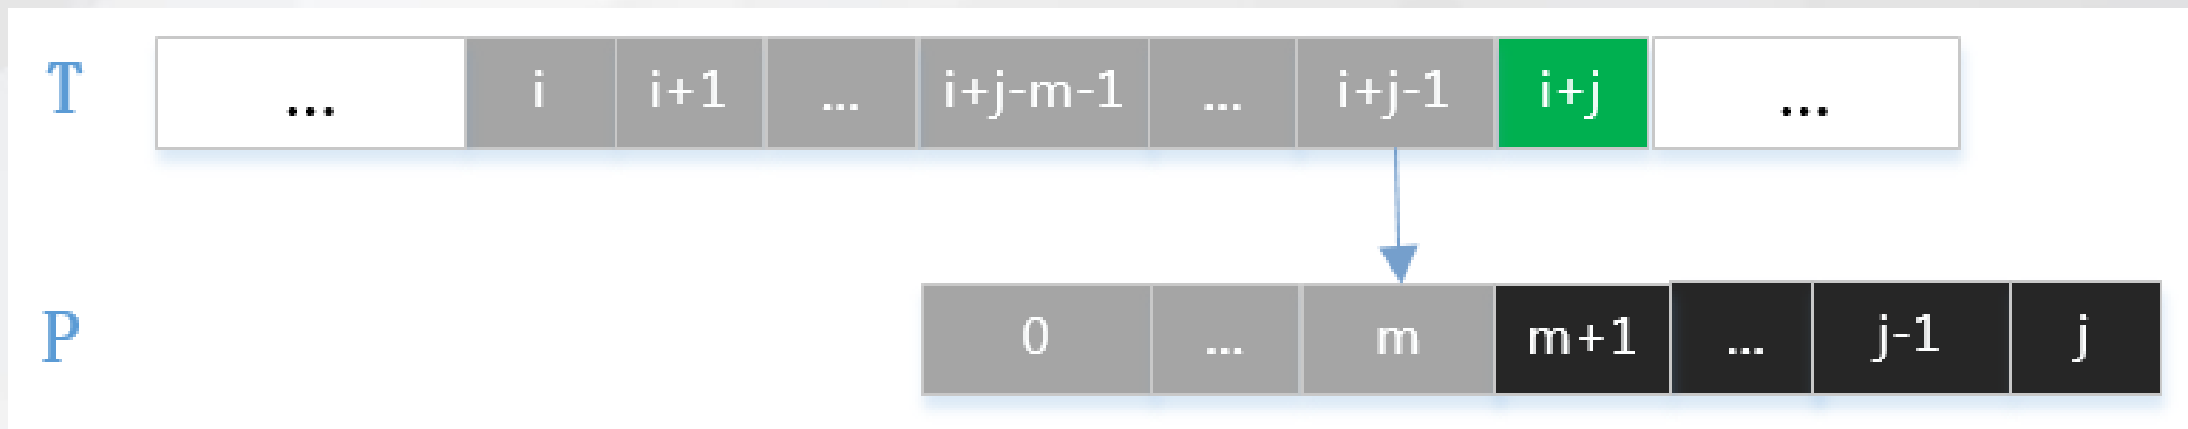 T ... i i+1 ... i+j-m-1 ... i+j-1 i+j ...
P 0 ... m m+1 ... j-1 j